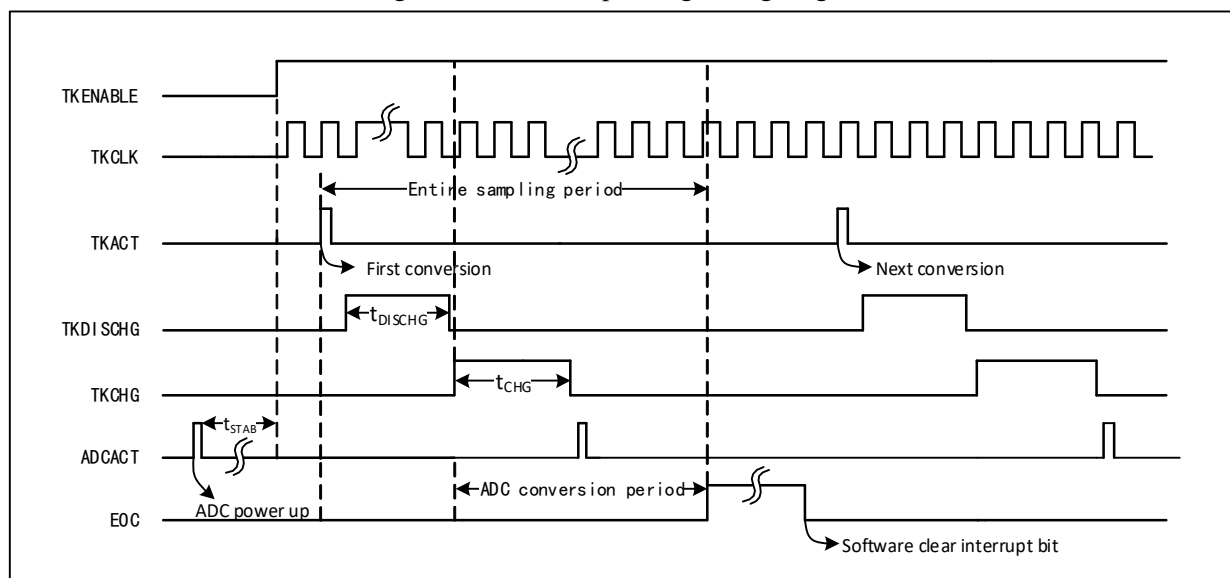 TKENABLE
TKCLK
Entire sampling period
TKACT
First conversion
Next conversion
TKDISCHG
tDISCHG
TKCHG
tCHG
tSTAB
ADCACT
ADC conversion period
ADC power up
EOC
Software clear interrupt bit